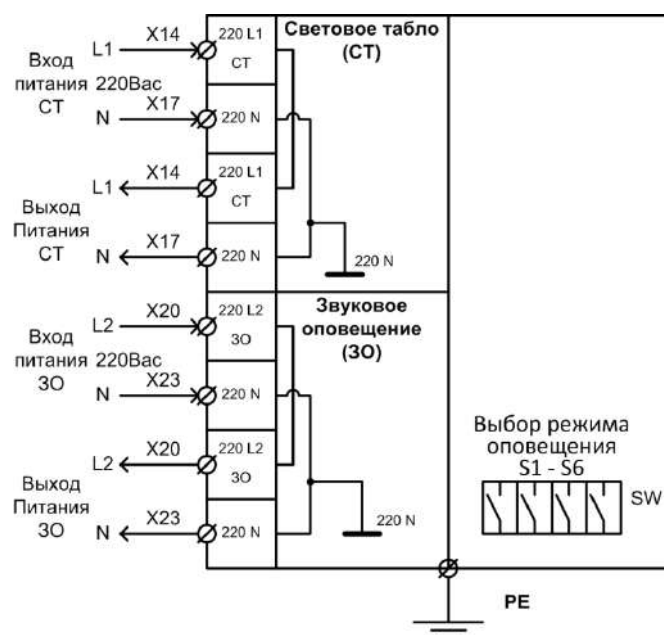 Вход
питания 220Вас
СТ
L1 X14
N X17
220 L1
СТ
220 N
Световое табло
(СТ)
Выход
Питания
СТ
L1 X14
N X17
220 L1
СТ
220 N
220 N
Вход
питания 220Вас
ЗО
L2 X20
N X23
220 L2
ЗО
220 N
Звуковое
оповещение
(ЗО)
Выход
Питания
ЗО
L2 X20
N X23
220 L2
ЗО
220 N
220 N
Выбор режима
оповещения
S1 - S6
SW
PE